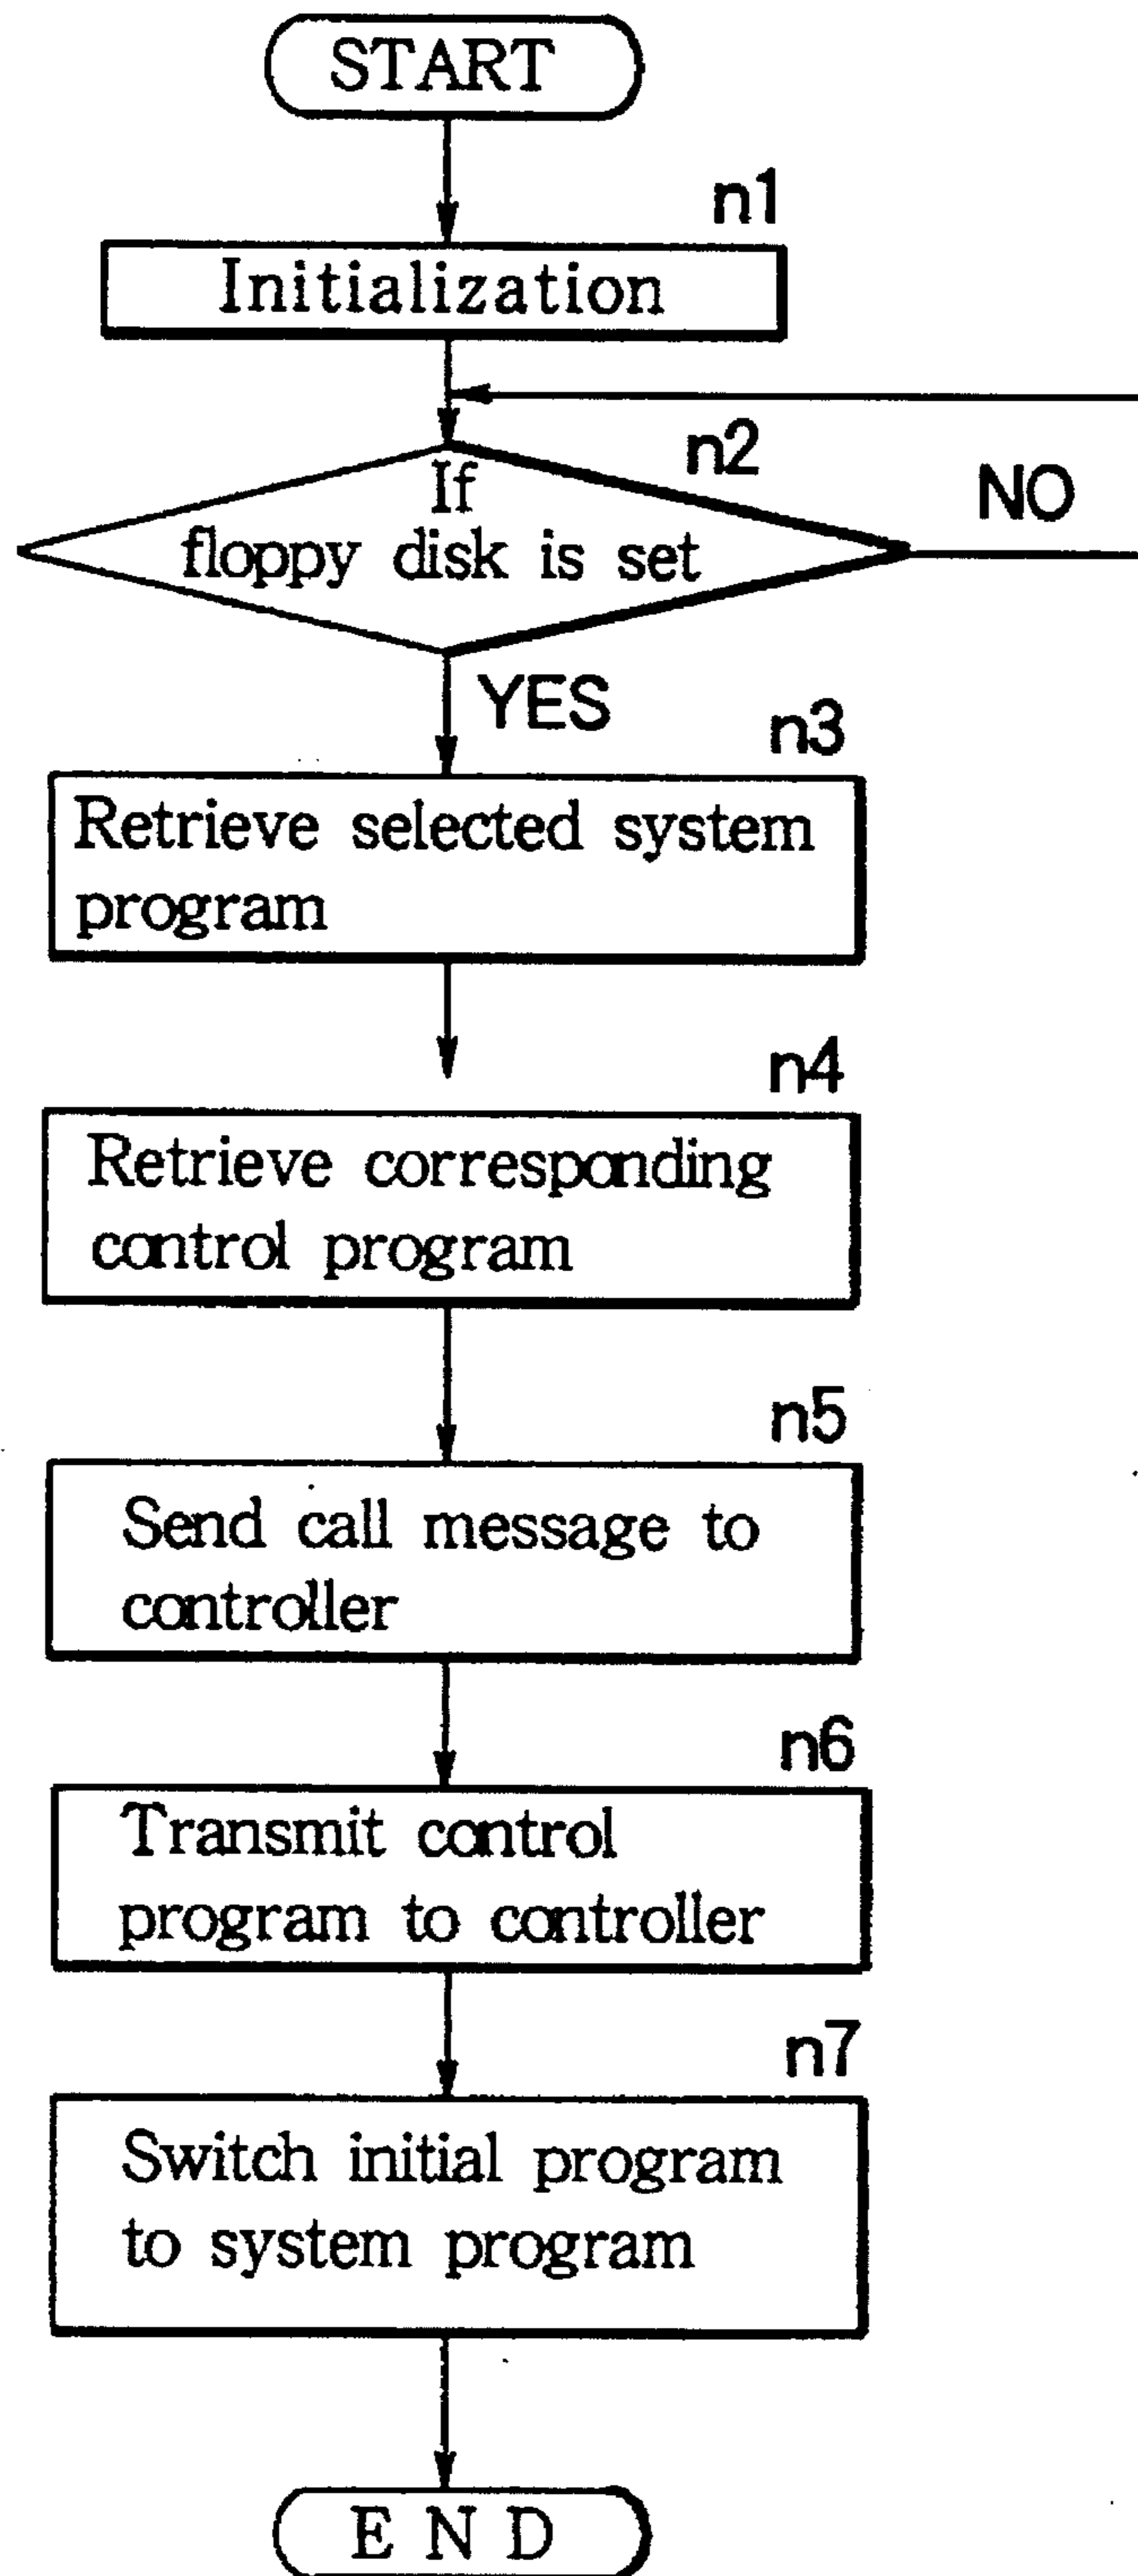 START
n1
Initialization
n2
If
floppy disk is set
NO
YES
n3
Retrieve selected system
program
n4
Retrieve corresponding
control program
n5
Send call message to
controller
n6
Transmit control
program to controller
n7
Switch initial program
to system program
E N D